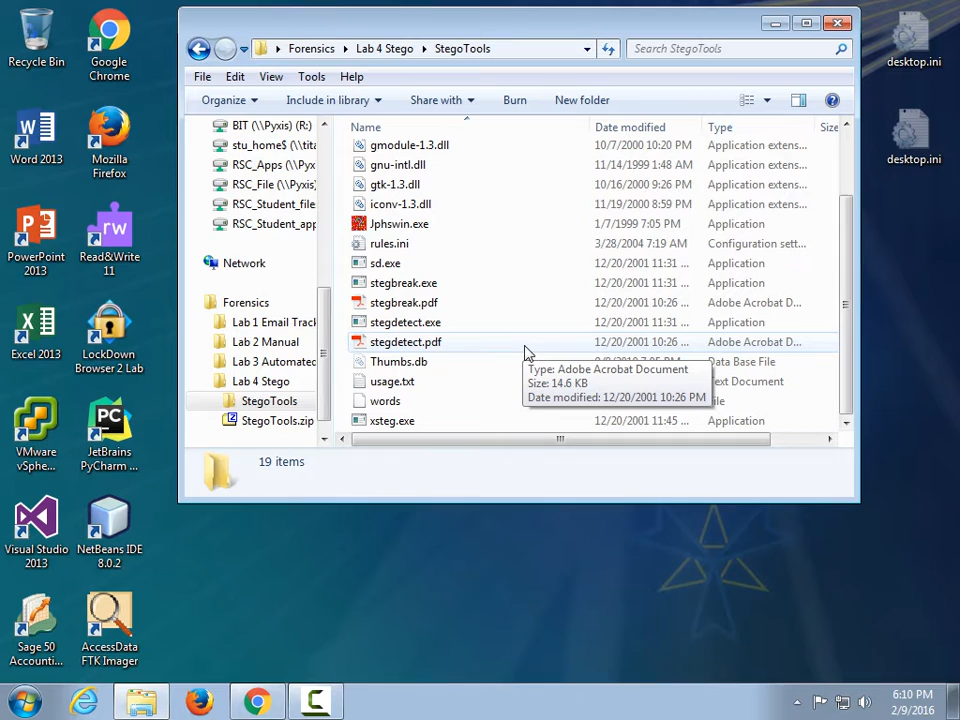 Recycle Bin
Google
Chrome
desktop.ini
Word 2013
Mozilla
Firefox
desktop.ini
PowerPoint
2013
Read&Write
11
Excel 2013
LockDown
Browser 2 Lab
VMware
vSphe...
JetBrains
PyCharm ...
Visual Studio
2013
NetBeans IDE
8.0.2
Sage 50
Accounti...
AccessData
FTK Imager
Forensics
Lab 4 Stego
StegoTools
Search StegoTools
File Edit View Tools Help
Organize Include in library Share with Burn New folder
BIT (\\Pyxis) (R:)
stu_home$ (\\tita
RSC_Apps (\\Pyx
RSC_File (\\Pyxis)
RSC_Student_files
RSC_Student_app
Network
Forensics
Lab 1 Email Track
Lab 2 Manual
Lab 3 Automated
Lab 4 Stego
StegoTools
StegoTools.zip
Name Date modified Type Size
gmodule-1.3.dll 10/7/2000 10:20 PM Application extens...
gnu-intl.dll 11/14/1999 1:48 AM Application extens...
gtk-1.3.dll 10/16/2000 9:26 PM Application extens...
iconv-1.3.dll 11/19/2000 8:59 PM Application extens...
Jphswin.exe 1/7/1999 7:05 PM Application
rules.ini 3/28/2004 7:19 AM Configuration sett...
sd.exe 12/20/2001 11:31 ... Application
stegbreak.exe 12/20/2001 11:31 ... Application
stegbreak.pdf 12/20/2001 10:26 ... Adobe Acrobat D...
stegdetect.exe 12/20/2001 11:31 ... Application
stegdetect.pdf 12/20/2001 10:26 ... Adobe Acrobat D...
Thumbs.db Data Base File
usage.txt
words
xsteg.exe 12/20/2001 11:45 ... Application
Type: Adobe Acrobat Document
Size: 14.6 KB
Date modified: 12/20/2001 10:26 PM
19 items
6:10 PM
2/9/2016